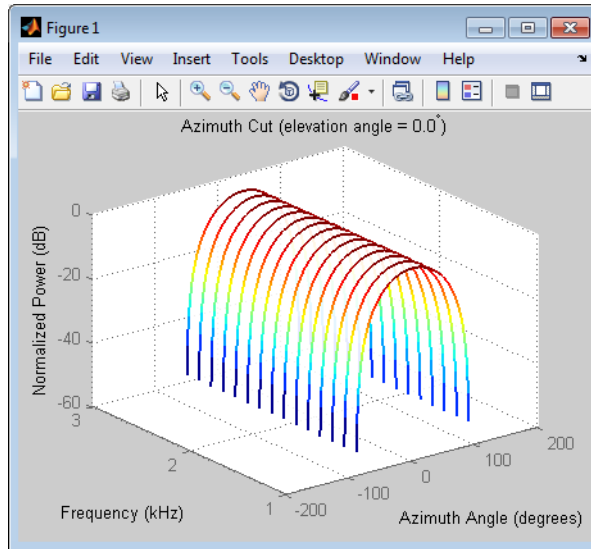 Figure 1
File Edit View Insert Tools Desktop Window Help
Azimuth Cut (elevation angle = 0.0°)
Normalized Power (dB)
0
-20
-40
-60
3
2
1
Frequency (kHz)
-200
-100
0
100
200
Azimuth Angle (degrees)